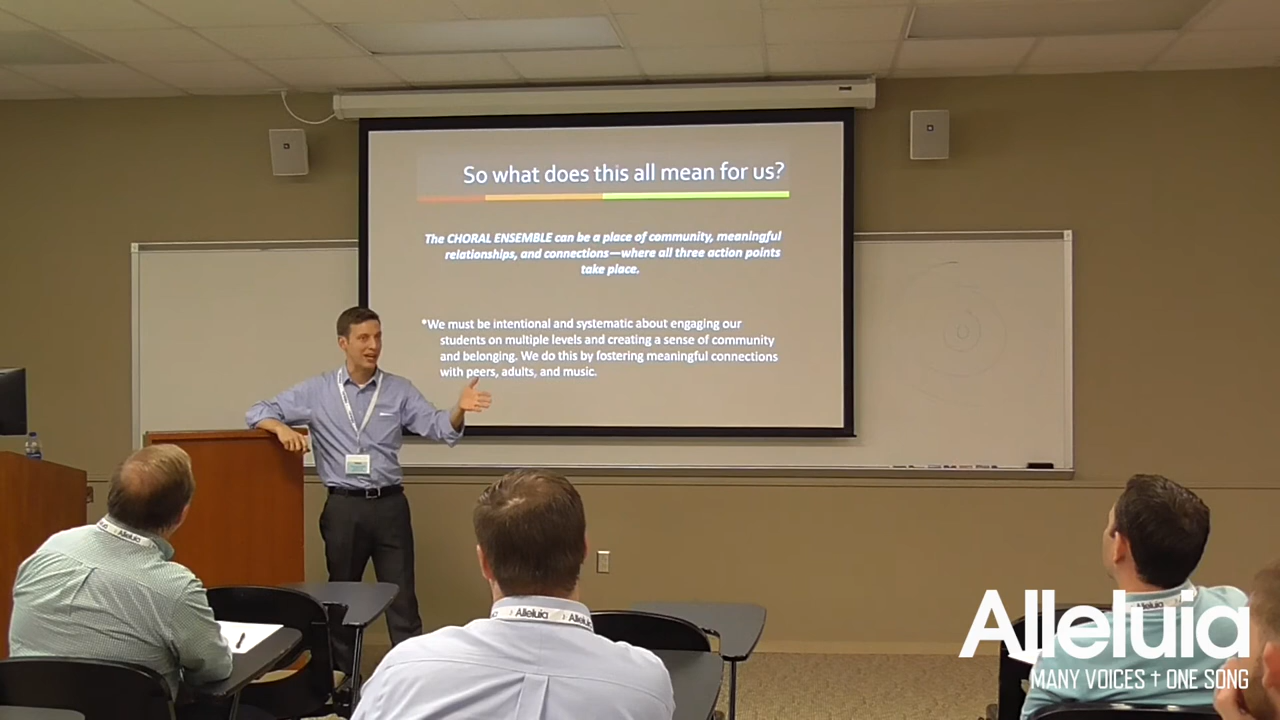 So what does this all mean for us?
The CHORAL ENSEMBLE can be a place of community, meaningful
relationships, and connections—where all three action points
take place.
*We must be intentional and systematic about engaging our
students on multiple levels and creating a sense of community
and belonging. We do this by fostering meaningful connections
with peers, adults, and music.
Alleluia
Alleluia
Alleluia
Alleluia
MANY VOICES † ONE SONG